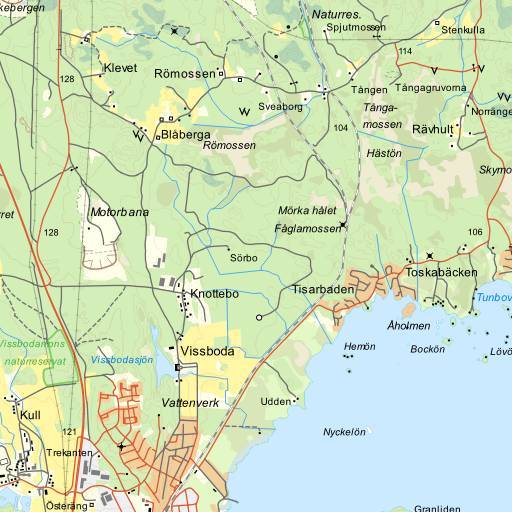 Naturres.
Spjutmossen
Stenkulla
114
Klevet
Römossen
128
Tången
Tångagruvorna
Sveaborg
Tånga-
mossen
Norrängen
104
Rävhult
Blåberga
Römossen
Hästön
Skymo
Motorbana
Mörka hålet
Fåglamossen
128
106
Sörbo
Toskabäcken
Knottebo
Tisarbaden
Tunbov
Åholmen
Vissbodamons
naturreservat
Vissbodasjön
Vissboda
Hemön
Bockön
Lövö
Vattenverk
Udden
Kull
121
Nyckelön
Trekanten
Österäng
Granliden